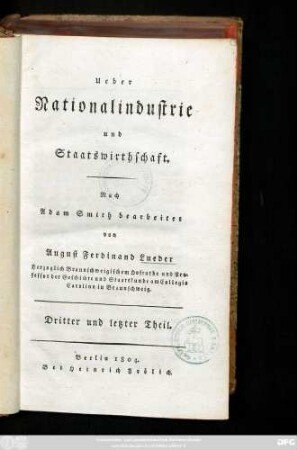 Ueber
Nationalindustrie
und
Staatswirthschaft.
Nach
Adam Smith bearbeitet
von
August Ferdinand Lueder
Herzoglich Braunschweigischem Hofrathe und Pro-
fessor der Geschichte und Staatskunde am Collegio
Carolino in Braunschweig.
Dritter und letzter Theil.
Berlin 1804.
Bei Heinrich Frölich.